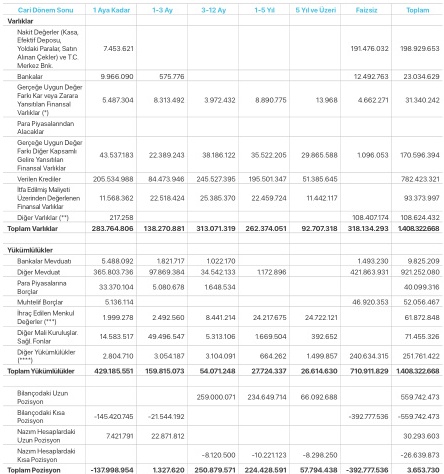 Cari Dönem Sonu 1 Aya Kadar 1-3 Ay 3-12 Ay 1-5 Yıl 5 Yıl ve Üzeri Faizsiz Toplam
Varlıklar
Nakit Değerler (Kasa,
Efektif Deposu,
Yoldaki Paralar, Satın 7.453.621 191.476.032 198.929.653
Alınan Çekler) ve T.C.
Merkez Bnk.
Bankalar 9.966.090 575.776 12.492.763 23.034.629
Gerçeğe Uygun Değer
Farkı Kar veya Zarara 5.487.304 8.313.492 3.972.432 8.890.775 13.968 4.662.271 31.340.242
Yansıtılan Finansal
Varlıklar (*)
Para Piyasalarından
Alacaklar
Gerçeğe Uygun Değer
Farkı Diğer Kapsamlı 43.537.183 22.389.243 38.186.122 35.522.205 29.865.588 1.096.053 170.596.394
Gelire Yansıtılan
Finansal Varlıklar
Verilen Krediler 205.534.988 84.473.946 245.527.395 195.501.347 51.385.645 782.423.321
İtfa Edilmiş Maliyeti
Üzerinden Değerlenen 11.568.362 22.518.424 25.385.370 22.459.724 11.442.117 93.373.997
Finansal Varlıklar
Diğer Varlıklar (**) 217.258 108.407.174 108.624.432
Toplam Varlıklar 283.764.806 138.270.881 313.071.319 262.374.051 92.707.318 318.134.293 1.408.322.668
Yükümlülükler
Bankalar Mevduatı 5.488.092 1.821.717 1.022.170 1.493.230 9.825.209
Diğer Mevduat 365.803.736 97.869.384 34.542.133 1.172.896 421.863.931 921.252.080
Para Piyasalarına 33.370.104 5.080.678 1.648.534 40.099.316
Borçlar
Muhtelif Borçlar 5.136.114 46.920.353 52.056.467
İhraç Edilen Menkul 1.999.278 2.492.560 8.441.214 24.217.675 24.722.121 61.872.848
Değerler (***)
Diğer Mali Kuruluşlar. 14.583.517 49.496.547 5.313.106 1.669.504 392.652 71.455.326
Sağl. Fonlar
Diğer Yükümlülükler 2.804.710 3.054.187 3.104.091 664.262 1.499.857 240.634.315 251.761.422
(****)
Toplam Yükümlülükler 429.185.551 159.815.073 54.071.248 27.724.337 26.614.630 710.911.829 1.408.322.668
Bilançodaki Uzun 259.000.071 234.649.714 66.092.688 559.742.473
Pozisyon
Bilançodaki Kısa -145.420.745 -21.544.192 -392.777.536 -559.742.473
Pozisyon
Nazım Hesaplardaki 7.421.791 22.871.812 30.293.603
Uzun Pozisyon
Nazım Hesaplardaki -8.120.500 -10.221.123 -8.298.250 -26.639.873
Kısa Pozisyon
Toplam Pozisyon -137.998.954 1.327.620 250.879.571 224.428.591 57.794.438 -392.777.536 3.653.730